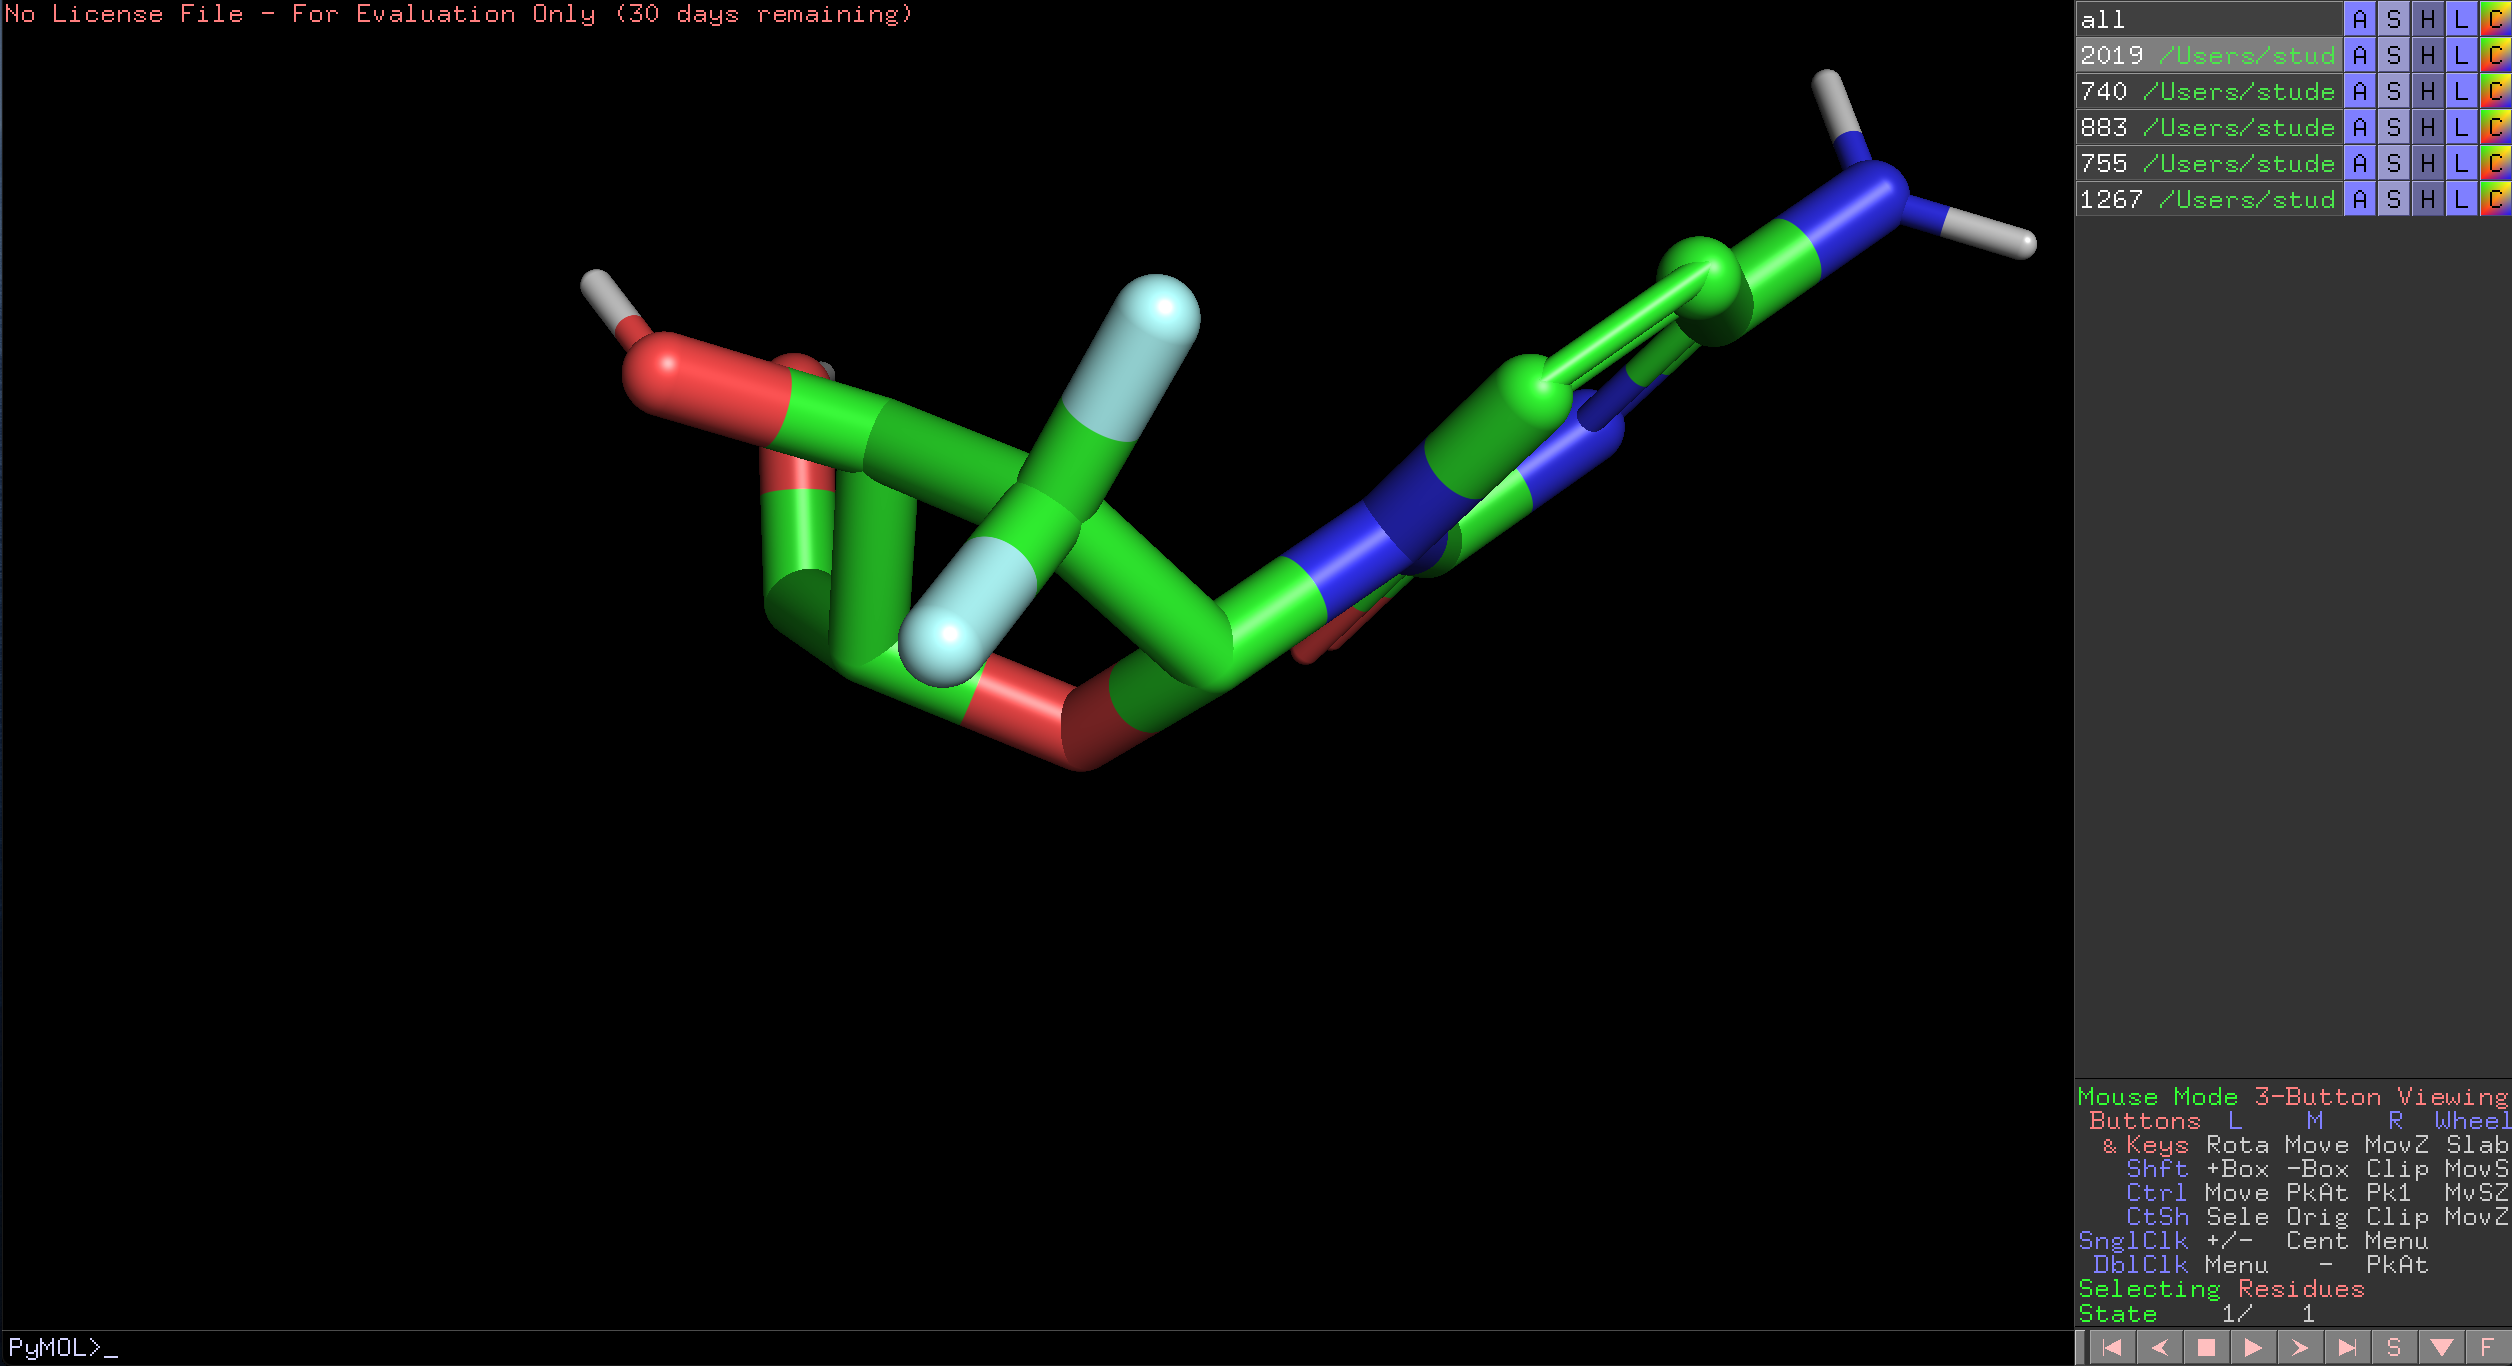 No License File - For Evaluation Only (30 days remaining)
all A S H L C
2019 /Users/stud A S H L C
740 /Users/stude A S H L C
883 /Users/stude A S H L C
755 /Users/stude A S H L C
1267 /Users/stud A S H L C
Mouse Mode 3-Button Viewing
Buttons L M R Wheel
& Keys Rota Move MovZ Slab
Shft +Box -Box Clip MovS
Ctrl Move PkAt Pk1 MvSZ
CtSh Sele Orig Clip MovZ
SnglClk +/- Cent Menu
DblClk Menu - PkAt
Selecting Residues
State 1/ 1
PyMOL>_
S F